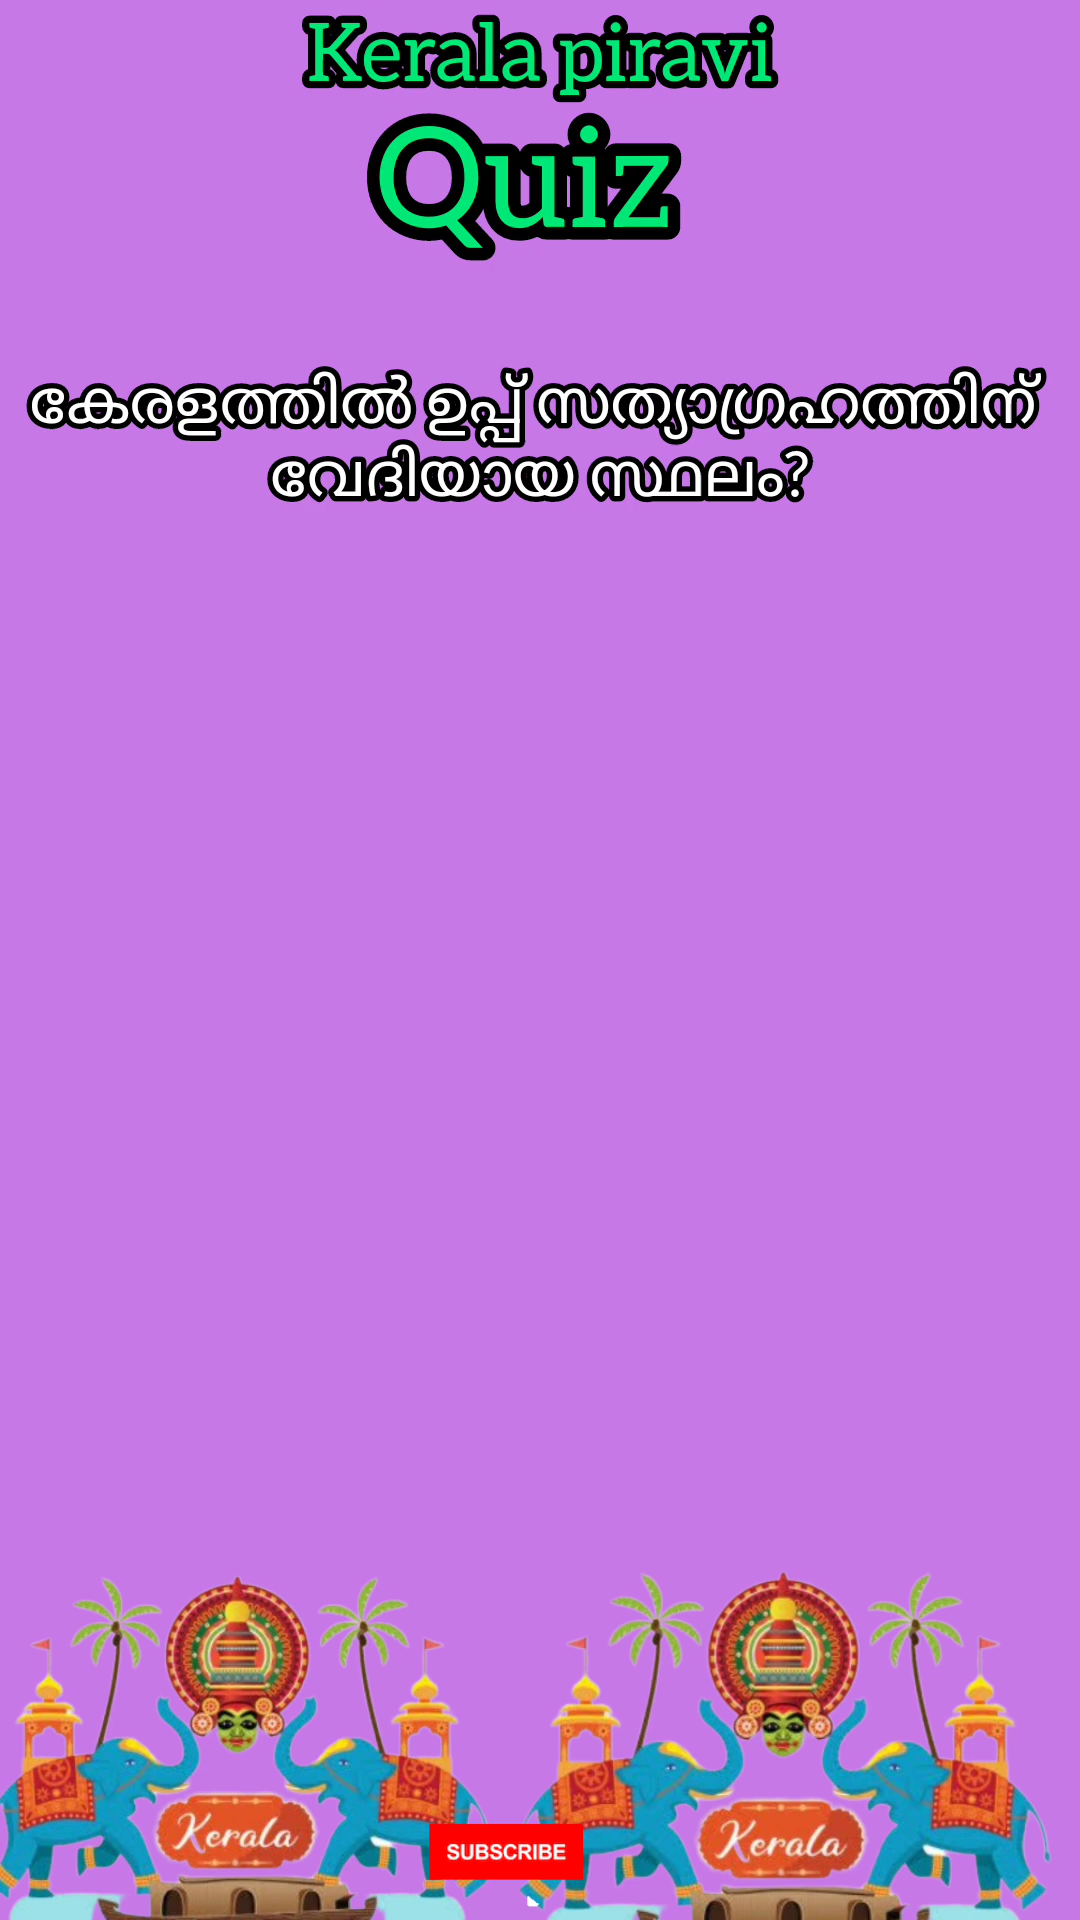 Kerala piravi
Quiz
കേരളത്തിൽ ഉപ്പ് സത്യാഗ്രഹത്തിന്
വേദിയായ സ്ഥലം?
Kerala
Kerala
SUBSCRIBE